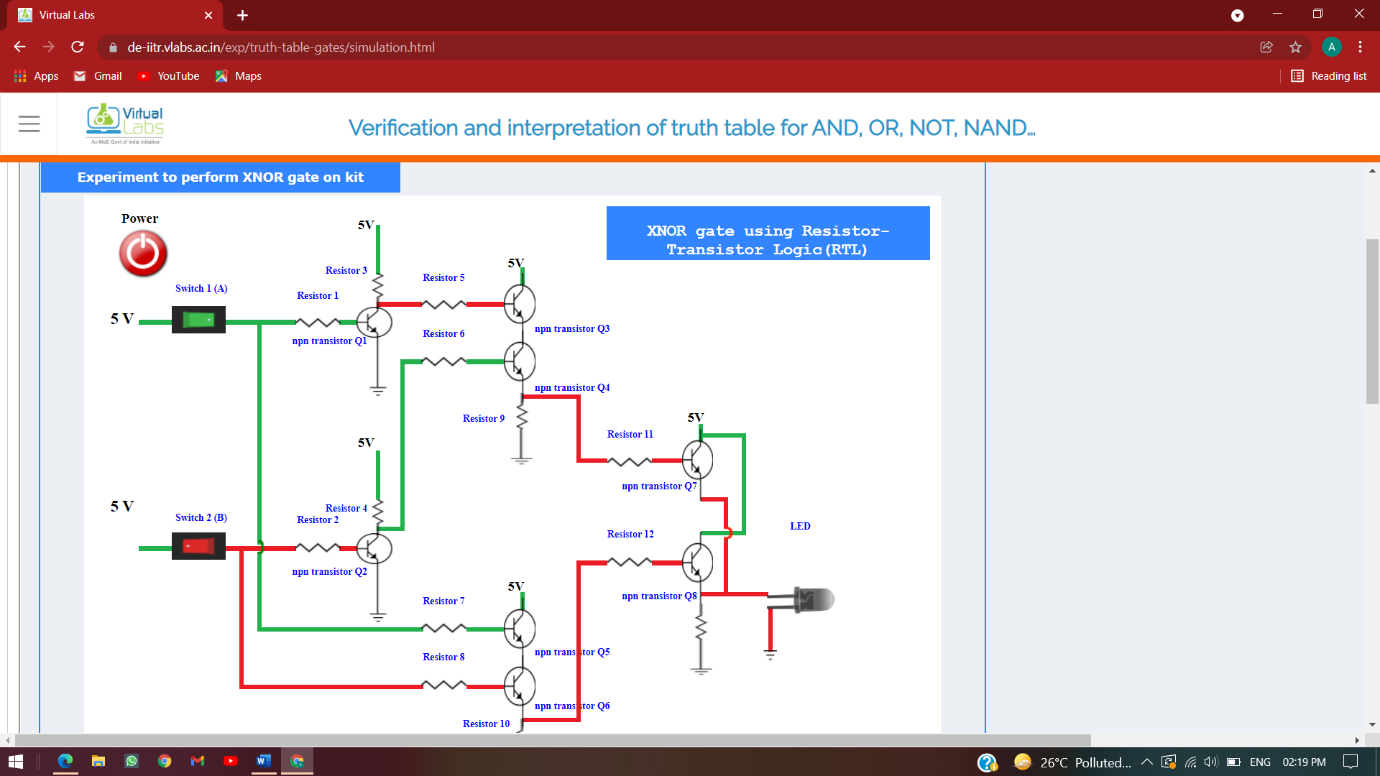 Virtual Labs
de-iitr.vlabs.ac.in/exp/truth-table-gates/simulation.html
A
Apps
Gmail
YouTube
Maps
Reading list
Virtual
Labs
An MoE Govt of India Initiative
Verification and interpretation of truth table for AND, OR, NOT, NAND...
Experiment to perform XNOR gate on kit
XNOR gate using Resistor-
Transistor Logic(RTL)
Power
5V
5V
Resistor 3
Resistor 5
Switch 1 (A)
Resistor 1
5 V
npn transistor Q3
npn transistor Q1
Resistor 6
npn transistor Q4
Resistor 9
5V
5V
Resistor 11
npn transistor Q7
5 V
Resistor 4
Switch 2 (B)
Resistor 2
LED
Resistor 12
npn transistor Q2
5V
npn transistor Q8
Resistor 7
npn transistor Q5
Resistor 8
npn transistor Q6
Resistor 10
26°C Polluted...
ENG
02:19 PM